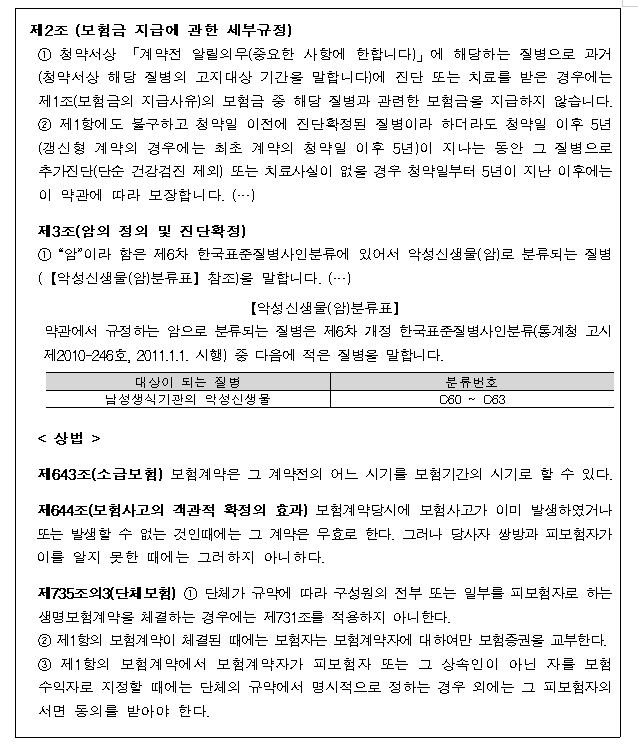 제2조 (보험금 지급에 관한 세부규정)
① 청약서상 「계약전 알릴의무(중요한 사항에 한합니다)」에 해당하는 질병으로 과거
(청약서상 해당 질병의 고지대상 기간을 말합니다)에 진단 또는 치료를 받은 경우에는
제1조(보험금의 지급사유)의 보험금 중 해당 질병과 관련한 보험금을 지급하지 않습니다.
② 제1항에도 불구하고 청약일 이전에 진단확정된 질병이라 하더라도 청약일 이후 5년
(갱신형 계약의 경우에는 최초 계약의 청약일 이후 5년)이 지나는 동안 그 질병으로
추가진단(단순 건강검진 제외) 또는 치료사실이 없을 경우 청약일부터 5년이 지난 이후에는
이 약관에 따라 보장합니다. (…)
제3조(암의 정의 및 진단확정)
① “암”이라 함은 제6차 한국표준질병사인분류에 있어서 악성신생물(암)로 분류되는 질병
(【악성신생물(암)분류표】 참조)을 말합니다. (…)
【악성신생물(암)분류표】
약관에서 규정하는 암으로 분류되는 질병은 제6차 개정 한국표준질병사인분류(통계청 고시
제2010-246호, 2011.1.1. 시행) 중 다음에 적은 질병을 말합니다.
대상이 되는 질병 분류번호
남성생식기관의 악성신생물 C60 ~ C63
< 상법 >
제643조(소급보험) 보험계약은 그 계약전의 어느 시기를 보험기간의 시기로 할 수 있다.
제644조(보험사고의 객관적 확정의 효과) 보험계약당시에 보험사고가 이미 발생하였거나
또는 발생할 수 없는 것인때에는 그 계약은 무효로 한다. 그러나 당사자 쌍방과 피보험자가
이를 알지 못한 때에는 그러하지 아니하다.
제735조의3(단체보험) ① 단체가 규약에 따라 구성원의 전부 또는 일부를 피보험자로 하는
생명보험계약을 체결하는 경우에는 제731조를 적용하지 아니한다.
② 제1항의 보험계약이 체결된 때에는 보험자는 보험계약자에 대하여만 보험증권을 교부한다.
③ 제1항의 보험계약에서 보험계약자가 피보험자 또는 그 상속인이 아닌 자를 보험
수익자로 지정할 때에는 단체의 규약에서 명시적으로 정하는 경우 외에는 그 피보험자의
서면 동의를 받아야 한다.